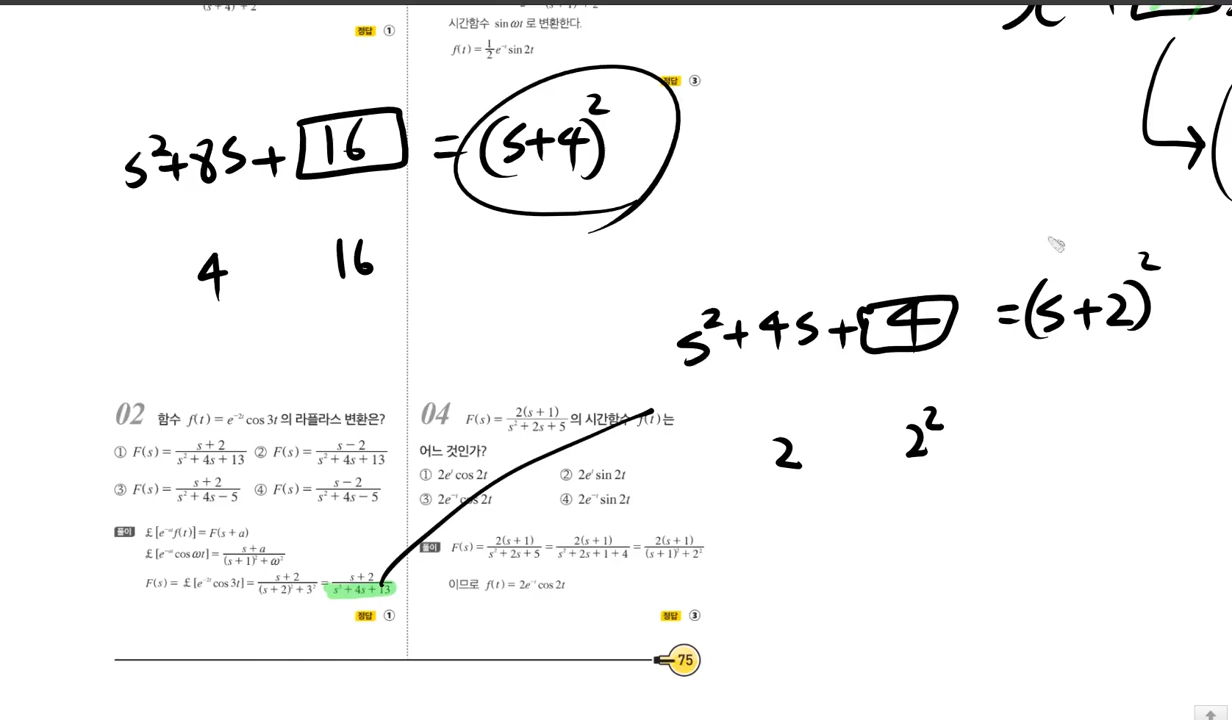 정답 ①
시간함수 sin ωt 로 변환한다.
f(t) = 1/2 e⁻ᵗ sin 2t
정답 ③
s²+8s+16 = (s+4)²
4 16
s²+4s+4 = (s+2)²
2 2²
02 함수 f(t) = e⁻²ᵗ cos 3t 의 라플라스 변환은?
① F(s) = (s+2)/(s²+4s+13) ② F(s) = (s−2)/(s²+4s+13)
③ F(s) = (s+2)/(s²+4s−5) ④ F(s) = (s−2)/(s²+4s−5)
풀이 £[e⁻ᵃᵗ f(t)] = F(s+a)
£[e⁻ᵃᵗ cos ωt] = (s+a)/((s+1)²+ω²)
F(s) = £[e⁻²ᵗ cos 3t] = (s+2)/((s+2)²+3²) = (s+2)/(s²+4s+13)
정답 ①
04 F(s) = 2(s+1)/(s²+2s+5) 의 시간함수 f(t)는
어느 것인가?
① 2eᵗ cos 2t ② 2eᵗ sin 2t
③ 2e⁻ᵗ cos 2t ④ 2e⁻ᵗ sin 2t
풀이 F(s) = 2(s+1)/(s²+2s+5) = 2(s+1)/(s²+2s+1+4) = 2(s+1)/((s+1)²+2²)
이므로 f(t) = 2e⁻ᵗ cos 2t
정답 ③
75